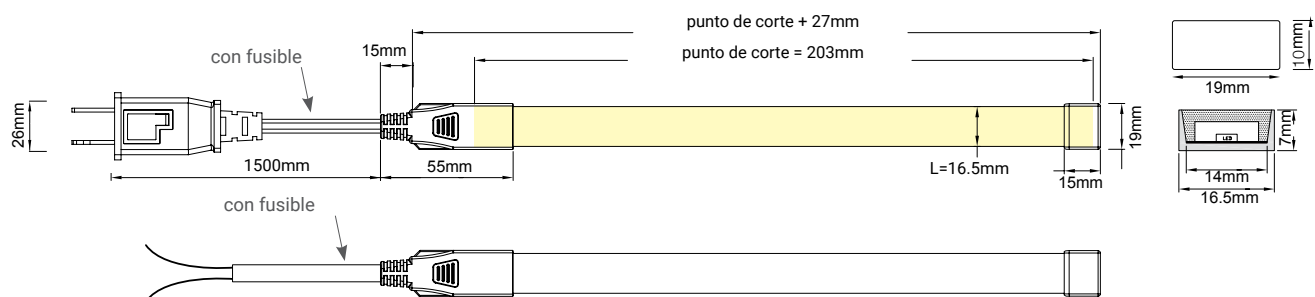 punto de corte + 27mm
15mm
punto de corte = 203mm
con fusible
10mm
19mm
26mm
19mm
LED
7mm
1500mm
55mm
L=16.5mm
15mm
14mm
16.5mm
con fusible